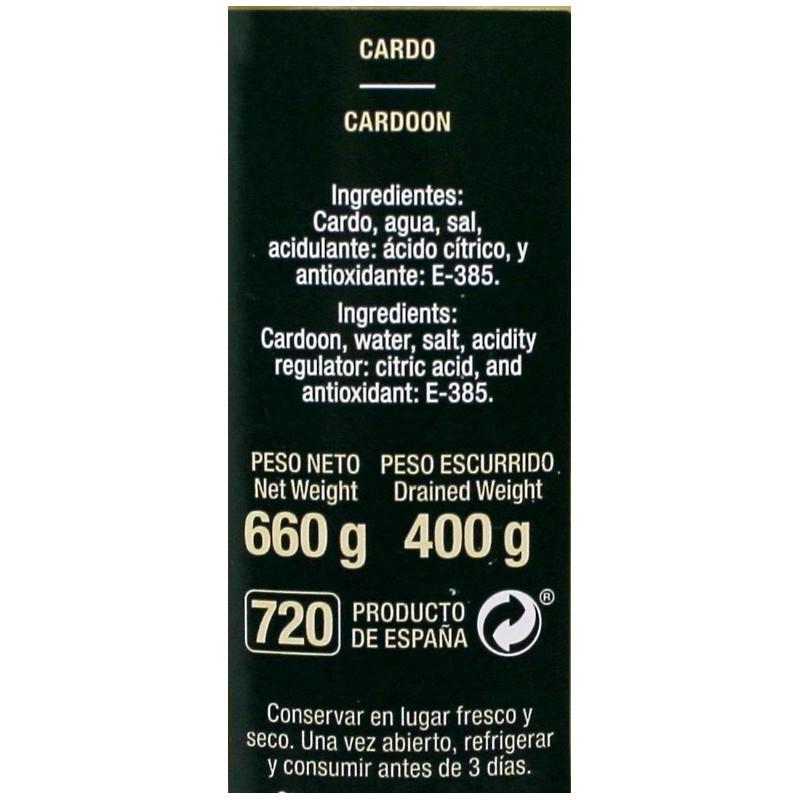 CARDO
CARDOON
Ingredientes:
Cardo, agua, sal,
acidulante: ácido cítrico, y
antioxidante: E-385.
Ingredients:
Cardoon, water, salt, acidity
regulator: citric acid, and
antioxidant: E-385.
PESO NETO PESO ESCURRIDO
Net Weight Drained Weight
660 g 400 g
720 PRODUCTO
DE ESPAÑA ®
Conservar en lugar fresco y
seco. Una vez abierto, refrigerar
y consumir antes de 3 días.